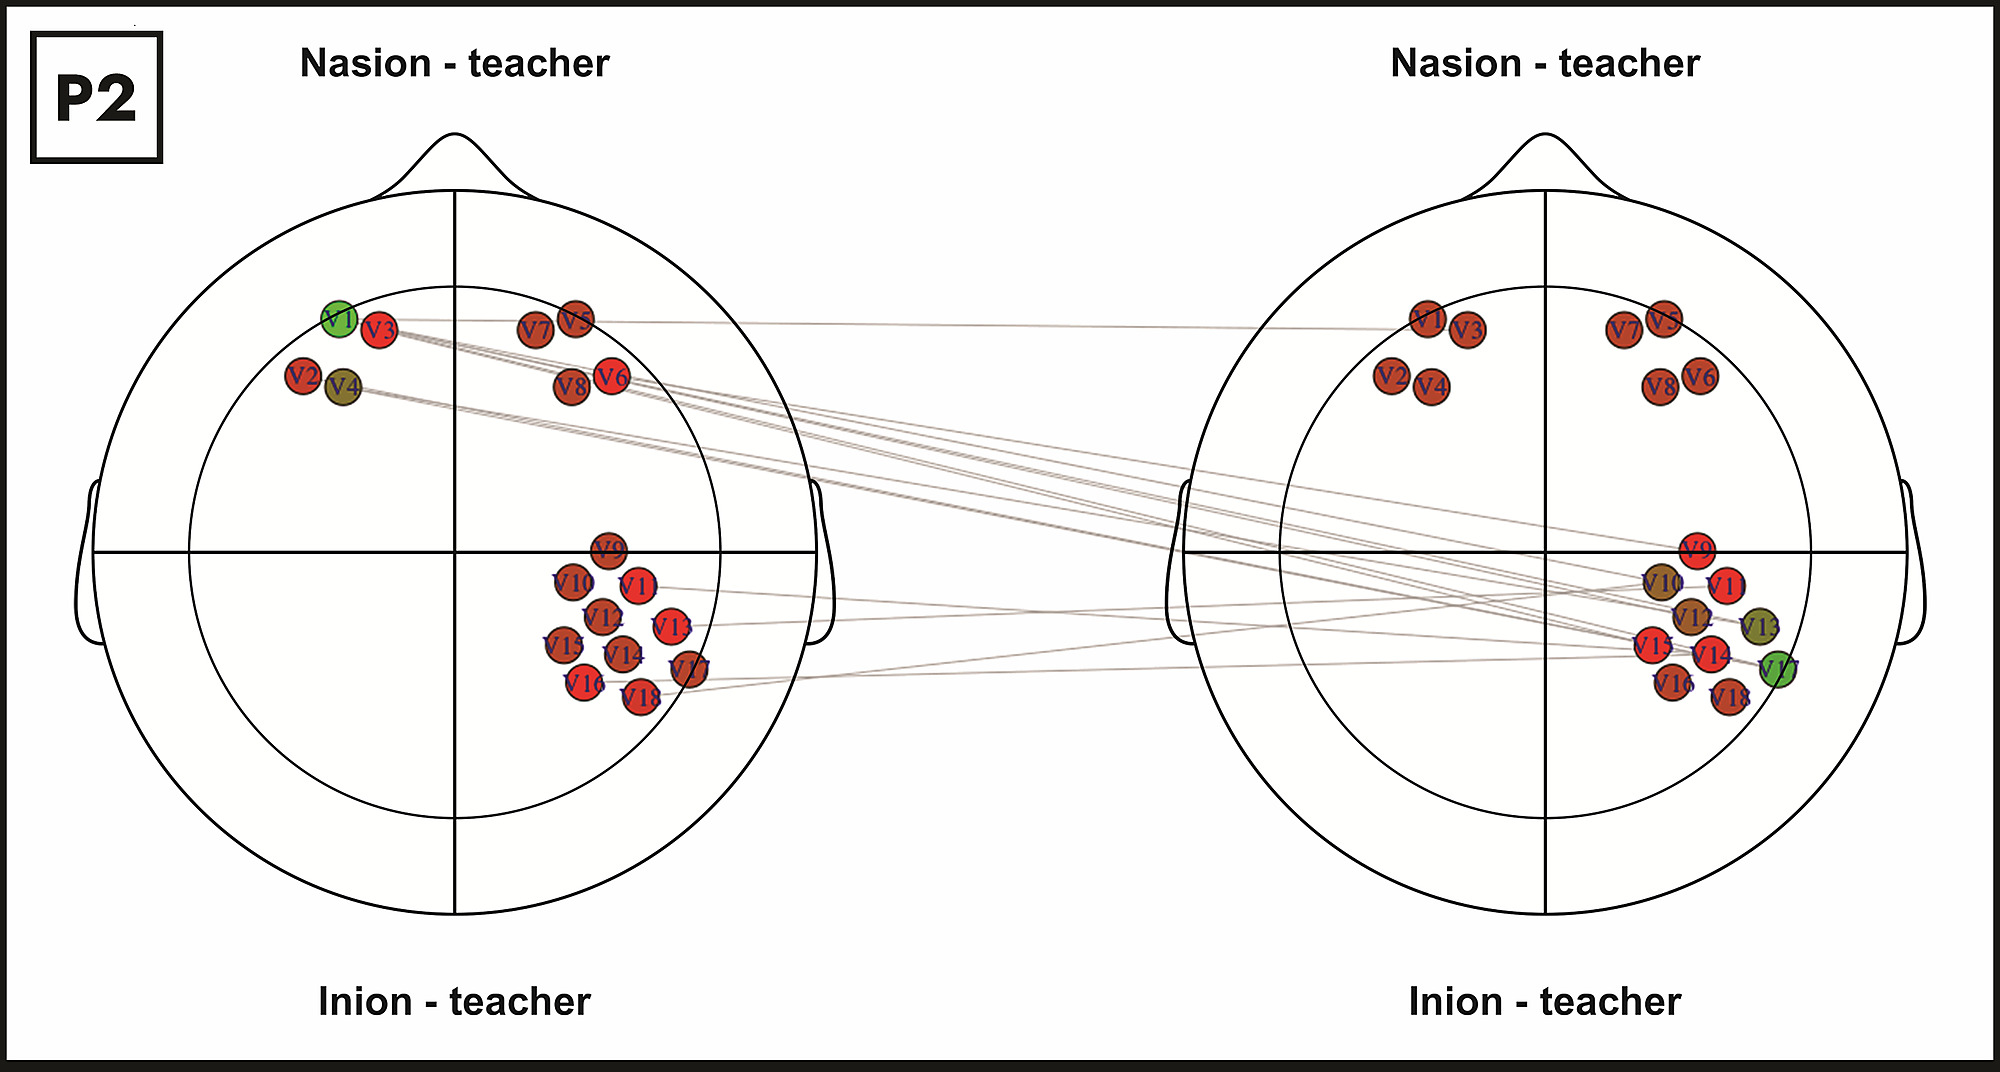 P2
Nasion - teacher
Nasion - teacher
V1
V3
V7
V5
V2
V4
V8
V6
V9
V10
V11
V12
V13
V15
V14
V17
V16
V18
V1
V3
V7
V5
V2
V4
V8
V6
V9
V10
V11
V12
V13
V15
V14
V17
V16
V18
Inion - teacher
Inion - teacher